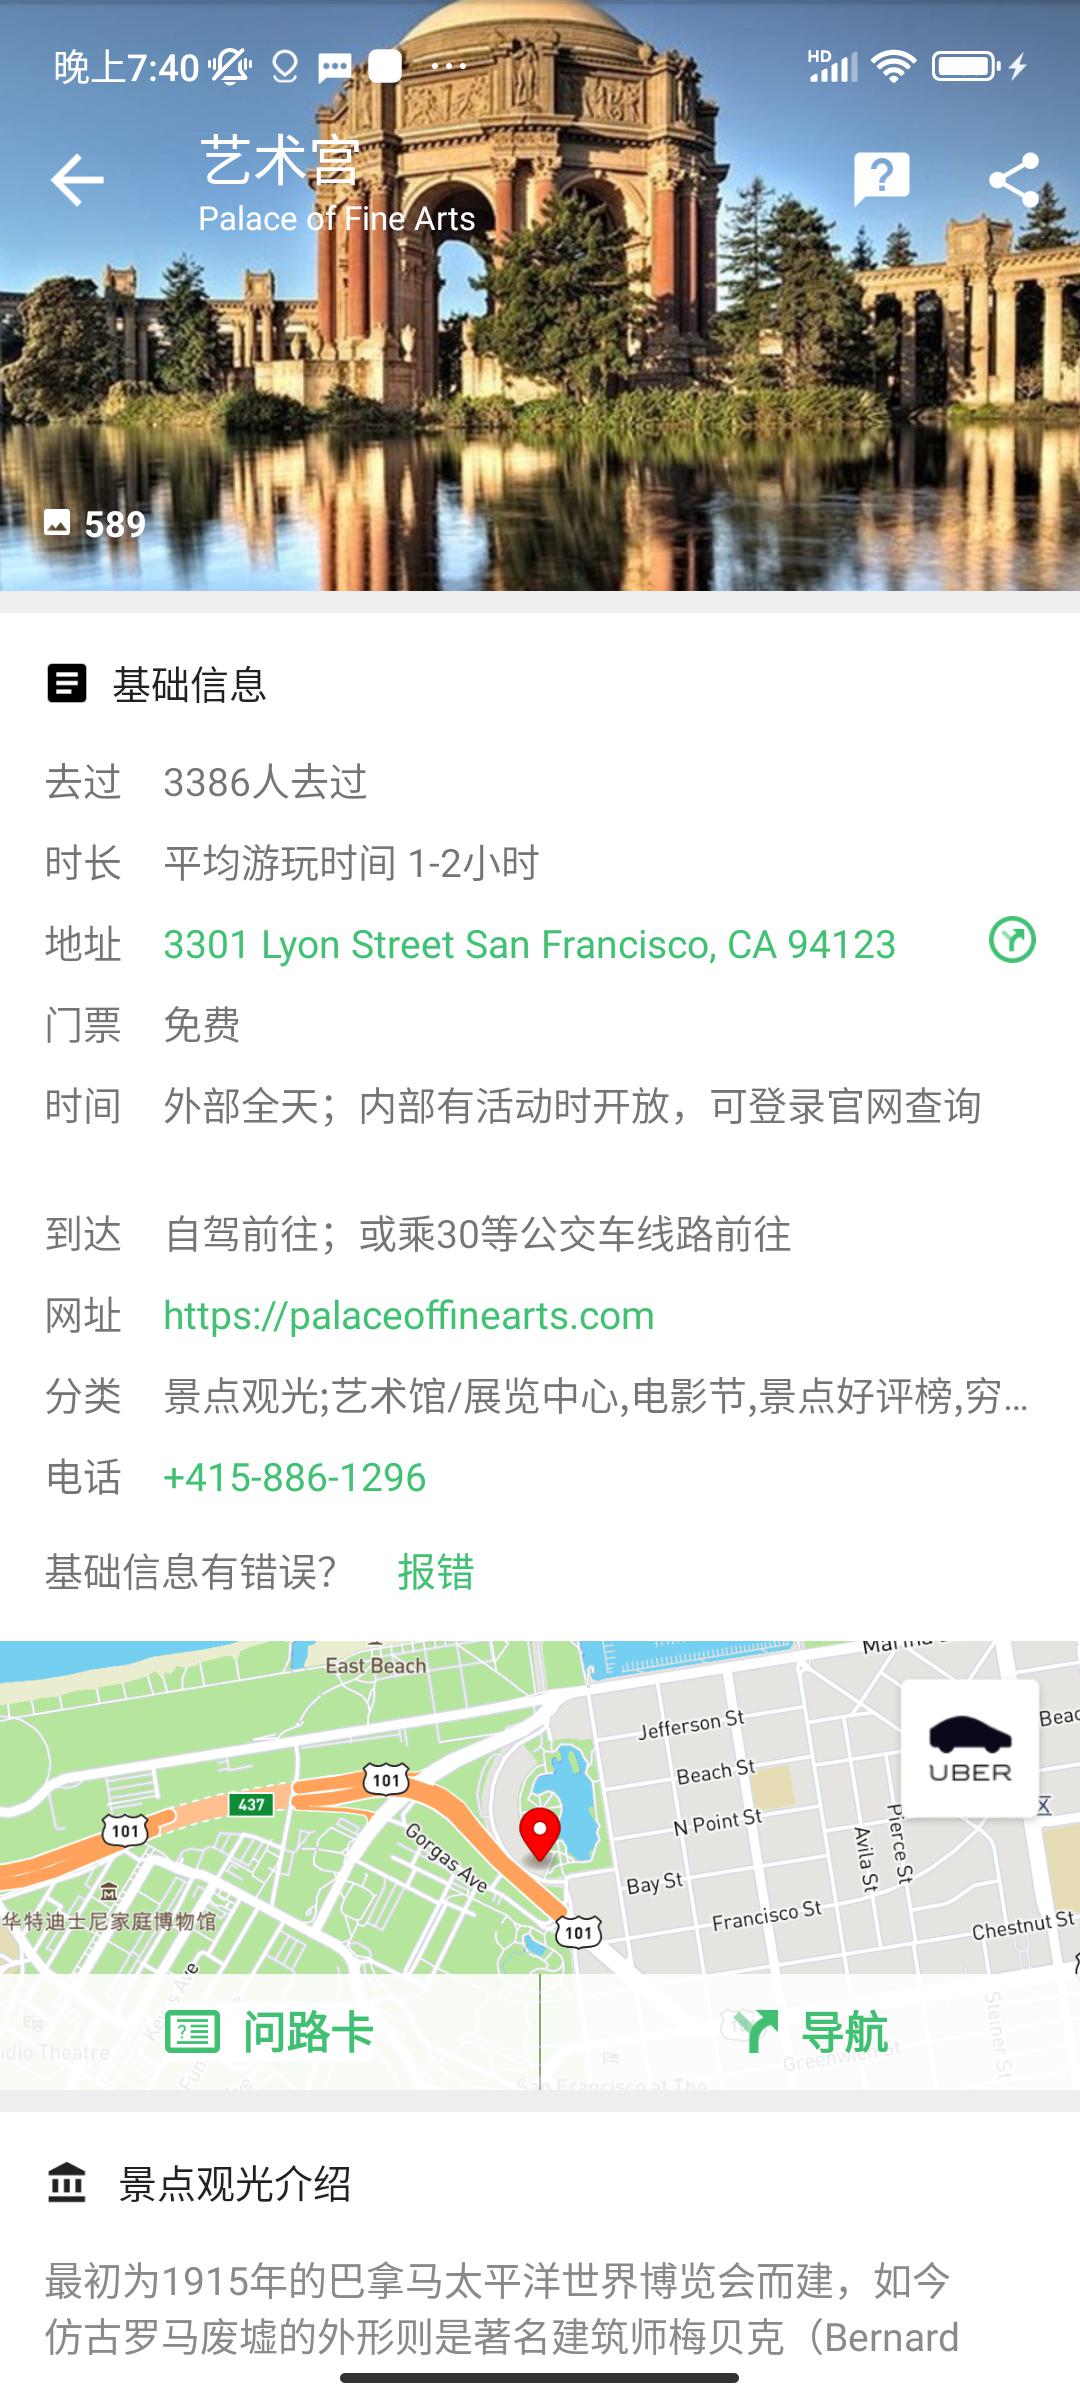 晚上7:40
HD
艺术宫
Palace of Fine Arts
589
基础信息
去过 3386人去过
时长 平均游玩时间 1-2小时
地址 3301 Lyon Street San Francisco, CA 94123
门票 免费
时间 外部全天；内部有活动时开放，可登录官网查询
到达 自驾前往；或乘30等公交车线路前往
网址 https://palaceoffinearts.com
分类 景点观光;艺术馆/展览中心,电影节,景点好评榜,穷...
电话 +415-886-1296
基础信息有错误？ 报错
East Beach
Jefferson St
Beach St
UBER
101
437
101
N Point St
Gorgas Ave
Pierce St
Avila St
Bay St
Francisco St
华特迪士尼家庭博物馆
101
Chestnut St
问路卡
导航
idio Theatre
Greenwich St
Steiner St
San Francisco at The
景点观光介绍
最初为1915年的巴拿马太平洋世界博览会而建，如今
仿古罗马废墟的外形则是著名建筑师梅贝克（Bernard